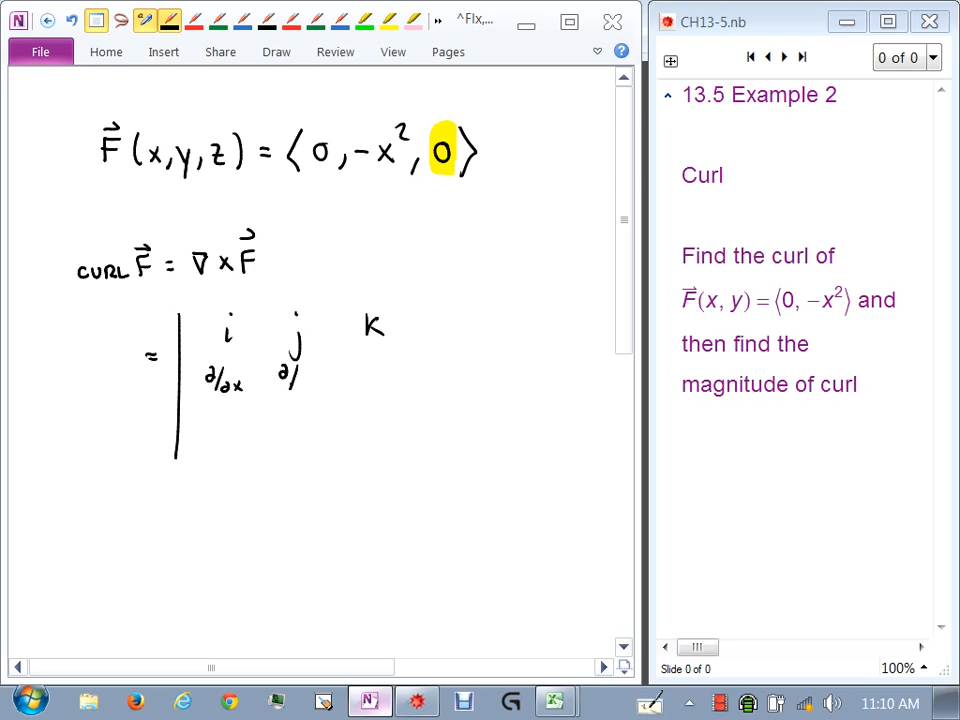 ^FIx,...
File Home Insert Share Draw Review View Pages
F⃗(x,y,z) = ⟨0, -x², 0⟩
CURL F⃗ = ∇ x F⃗
= | i j K
∂/∂x ∂/
CH13-5.nb
0 of 0
13.5 Example 2
Curl
Find the curl of
F⃗(x, y) = ⟨0, −x²⟩ and
then find the
magnitude of curl
Slide 0 of 0 100%
11:10 AM